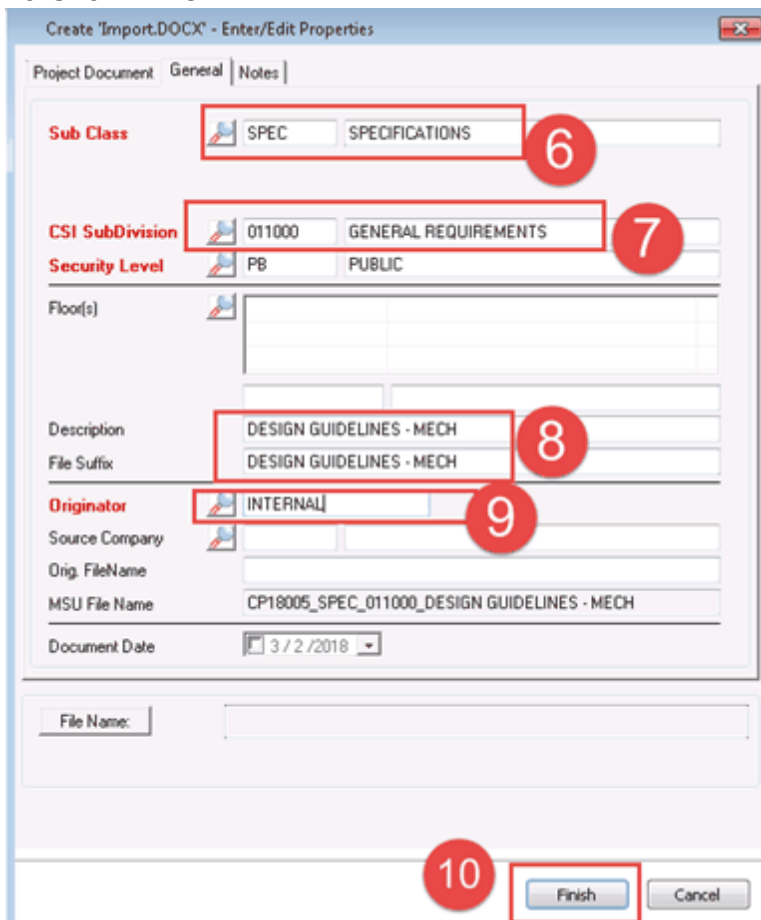 Create 'Import.DOCX' - Enter/Edit Properties
Project Document General Notes
Sub Class SPEC SPECIFICATIONS 6
CSI SubDivision 011000 GENERAL REQUIREMENTS 7
Security Level PB PUBLIC
Floor(s)
Description DESIGN GUIDELINES - MECH 8
File Suffix DESIGN GUIDELINES - MECH
Originator INTERNAL 9
Source Company
Orig. FileName
MSU File Name CP18005_SPEC_011000_DESIGN GUIDELINES - MECH
Document Date 3 / 2 /2018
File Name:
10 Finish Cancel